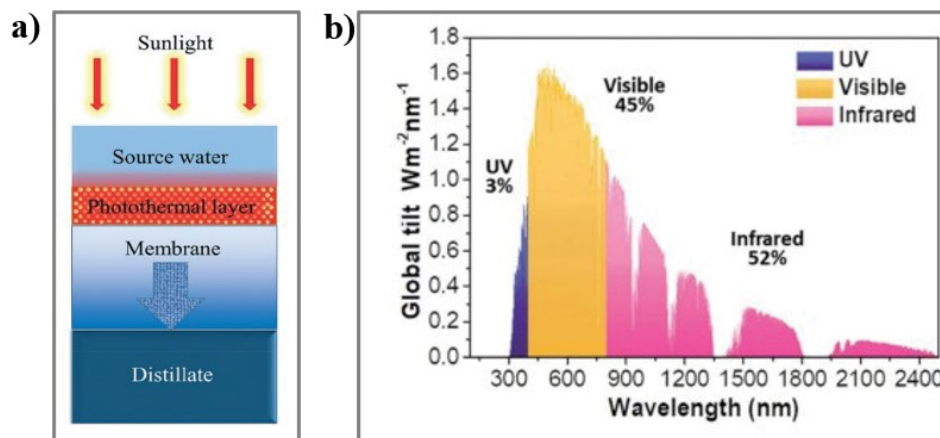 a)
Sunlight
Source water
Photothermal layer
Membrane
Distillate
b)
Global tilt Wm⁻²nm⁻¹
1.8
1.6
1.4
1.2
1.0
0.8
0.6
0.4
0.2
0.0
UV
3%
Visible
45%
Infrared
52%
UV
Visible
Infrared
300 600 900 1200 1500 1800 2100 2400
Wavelength (nm)